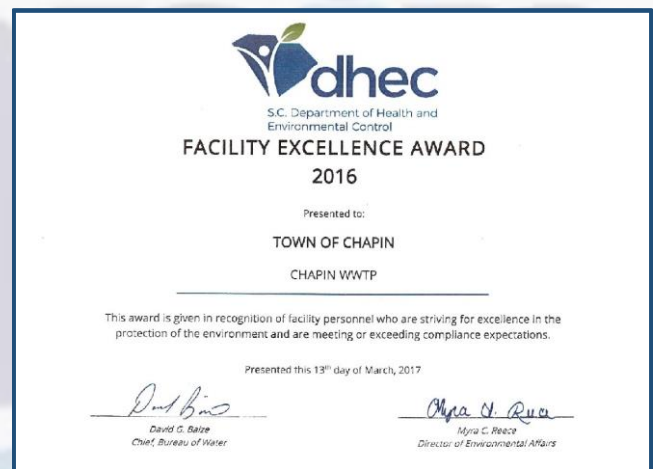 dhec
S.C. Department of Health and
Environmental Control
FACILITY EXCELLENCE AWARD
2016
Presented to:
TOWN OF CHAPIN
CHAPIN WWTP
This award is given in recognition of facility personnel who are striving for excellence in the
protection of the environment and are meeting or exceeding compliance expectations.
Presented this 13th day of March, 2017
David G. Baize
Chief, Bureau of Water
Myra C. Reece
Director of Environmental Affairs